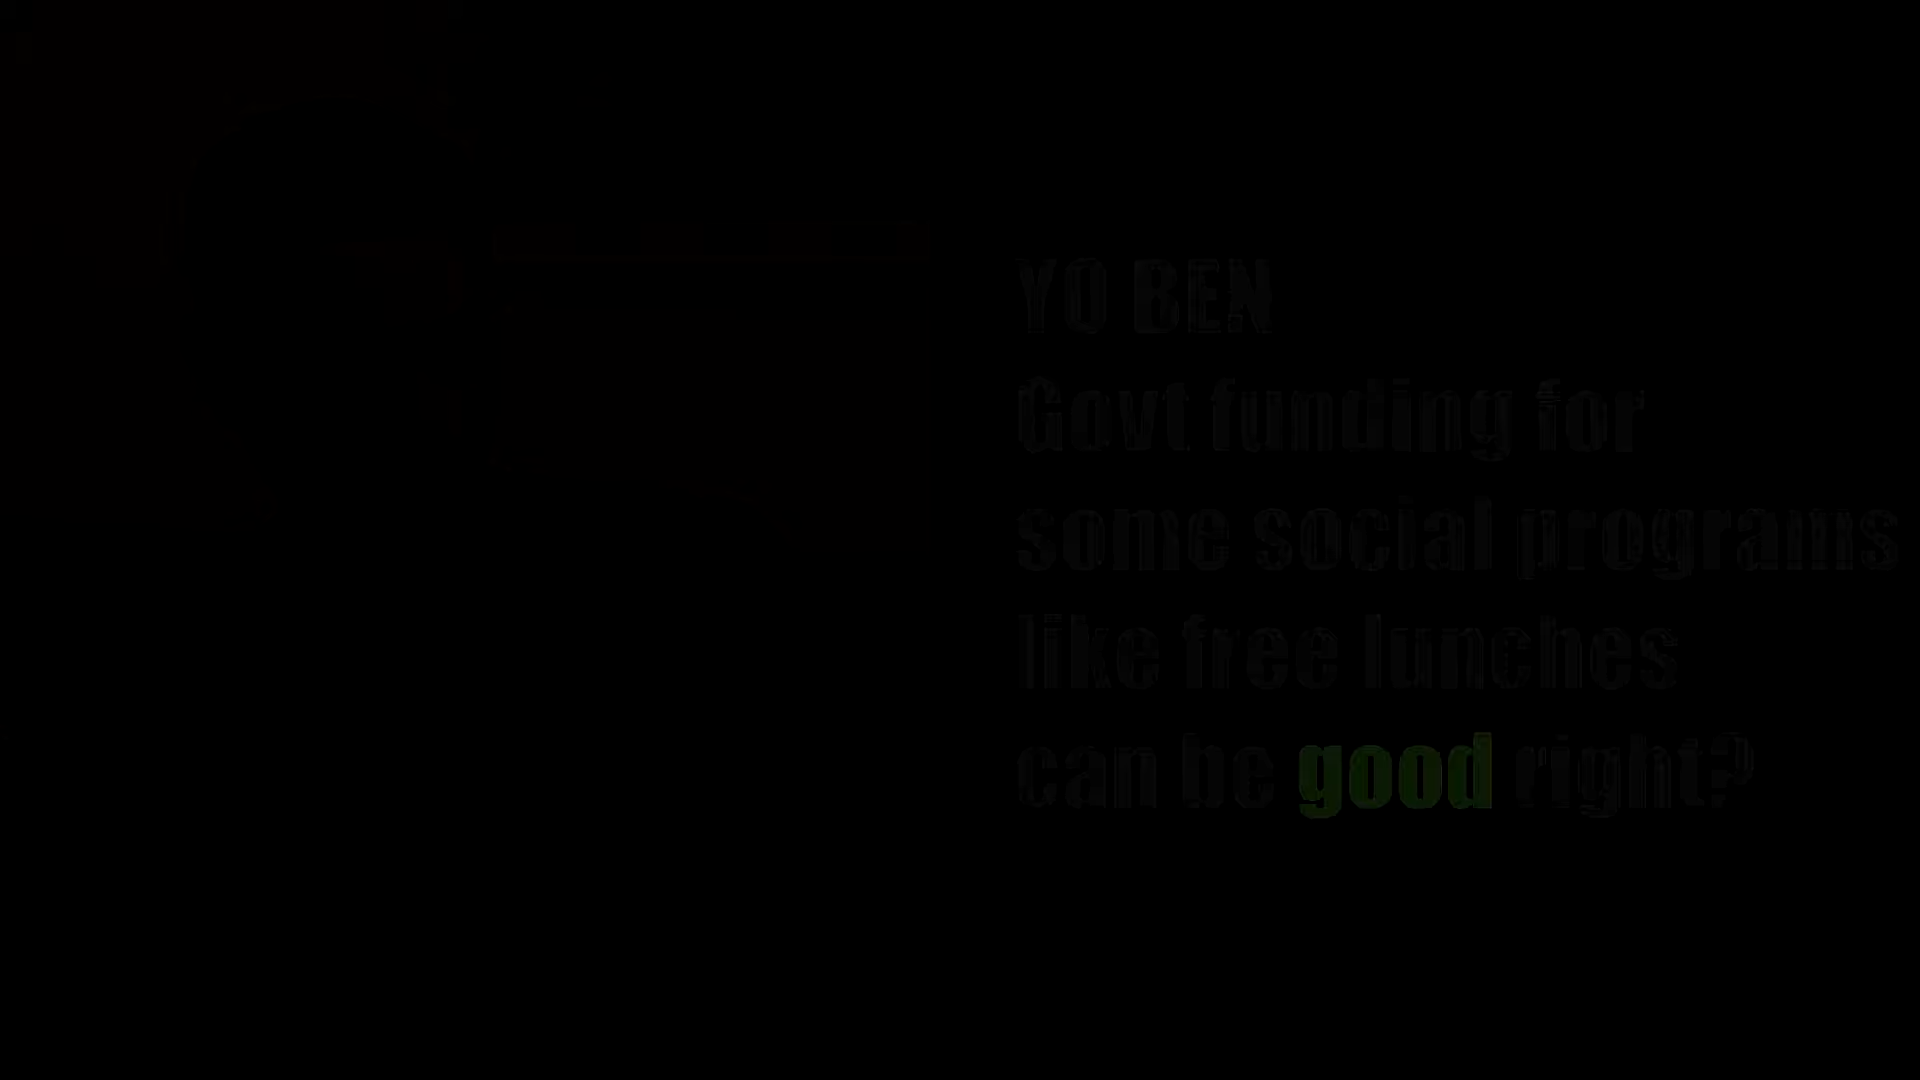 YO BEN
Govt funding for
some social programs
like free lunches
can be good right?